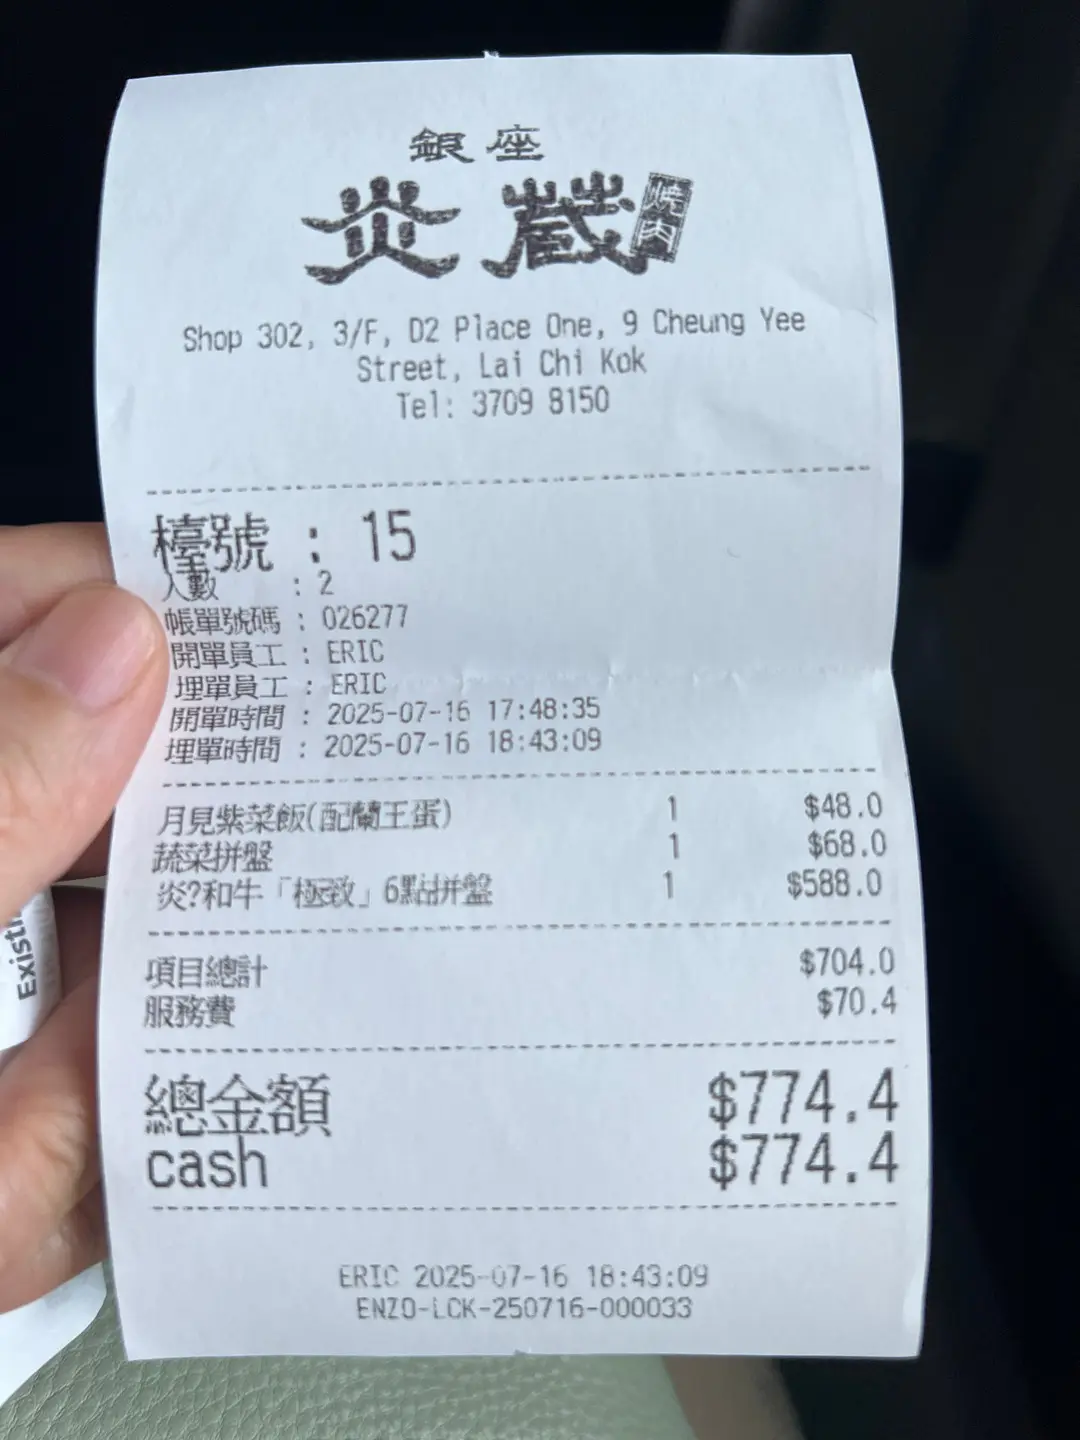 銀座
炎蔵 焼肉
Shop 302, 3/F, D2 Place One, 9 Cheung Yee
Street, Lai Chi Kok
Tel: 3709 8150
檯號 : 15
人數 : 2
帳單號碼 : 026277
開單員工 : ERIC
埋單員工 : ERIC
開單時間 : 2025-07-16 17:48:35
埋單時間 : 2025-07-16 18:43:09
月見紫菜飯(配蘭王蛋) 1 $48.0
蔬菜拼盤 1 $68.0
炎?和牛「極致」6點拼盤 1 $588.0
項目總計 $704.0
服務費 $70.4
總金額 $774.4
cash $774.4
ERIC 2025-07-16 18:43:09
ENZO-LCK-250716-000033
Existi